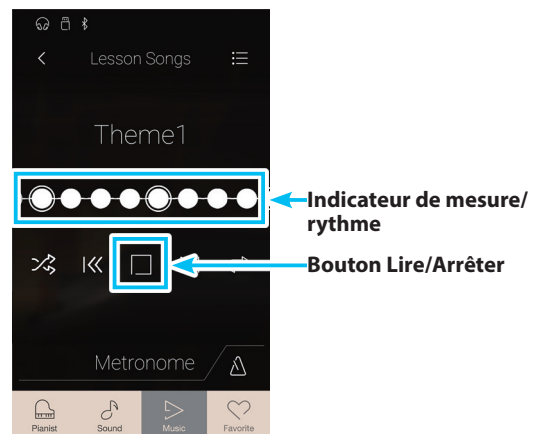 Lesson Songs
Theme1
Indicateur de mesure/
rythme
Bouton Lire/Arrêter
Metronome
Pianist Sound Music Favorite